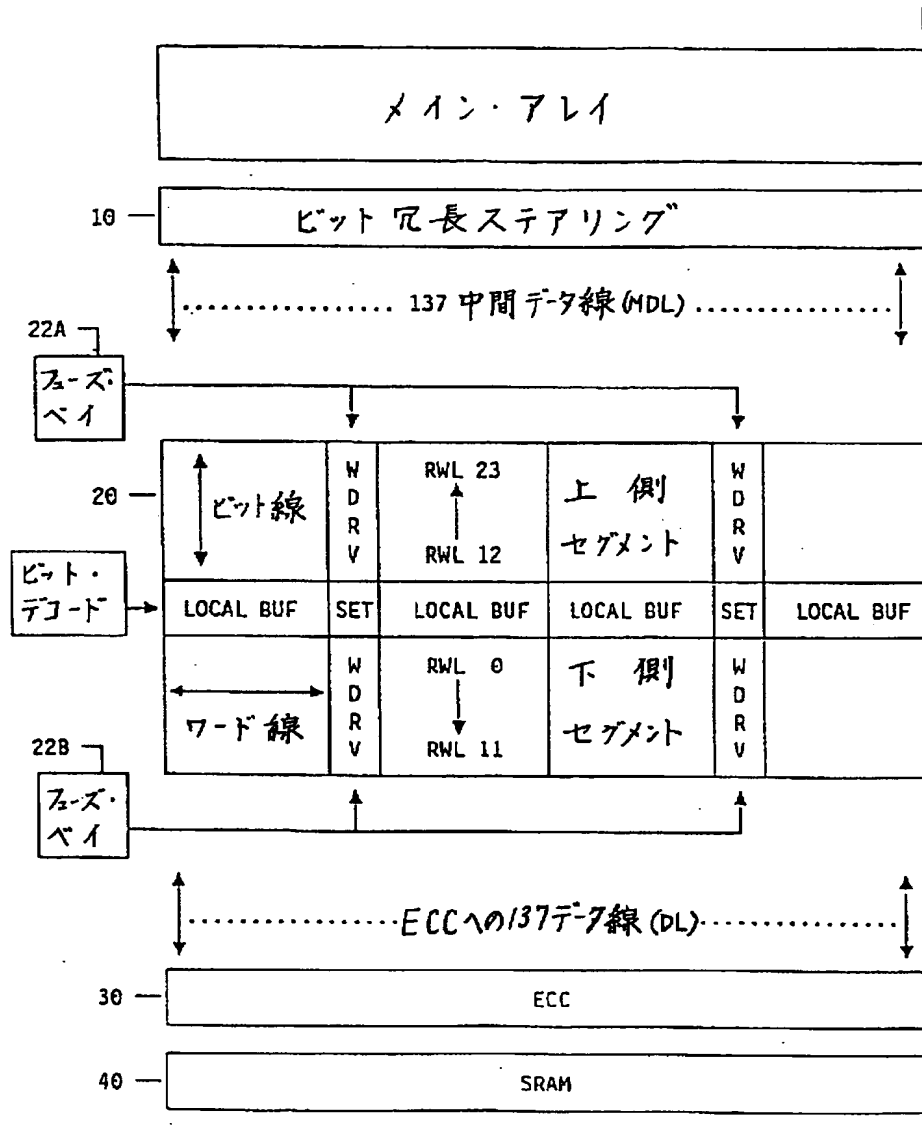 メイン・アレイ
10
ビット冗長ステアリング
137 中間データ線(MDL)
22A
フューズ・
ベイ
20
ビット線
W
D
R
V
RWL 23
RWL 12
上 側
セグメント
W
D
R
V
ビット・
デコード
LOCAL BUF
SET
LOCAL BUF
LOCAL BUF
SET
LOCAL BUF
ワード線
W
D
R
V
RWL 0
RWL 11
下 側
セグメント
W
D
R
V
22B
フューズ・
ベイ
ECCへの137データ線(DL)
30
ECC
40
SRAM